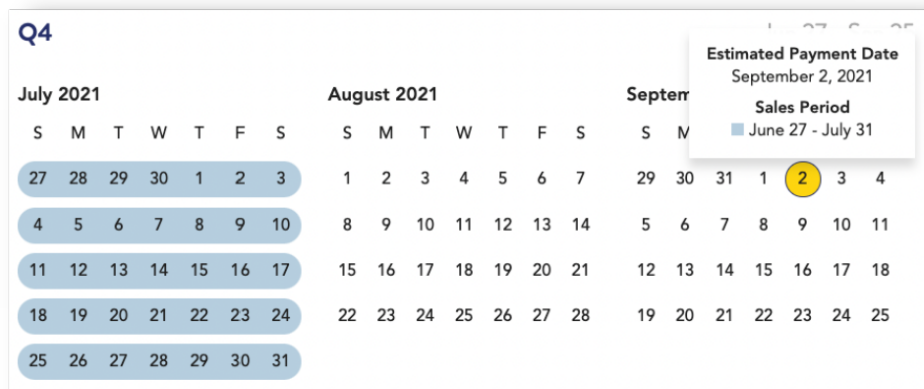 Q4
Estimated Payment Date
September 2, 2021
Sales Period
June 27 - July 31
July 2021
S M T W T F S
27 28 29 30 1 2 3
4 5 6 7 8 9 10
11 12 13 14 15 16 17
18 19 20 21 22 23 24
25 26 27 28 29 30 31
August 2021
S M T W T F S
1 2 3 4 5 6 7
8 9 10 11 12 13 14
15 16 17 18 19 20 21
22 23 24 25 26 27 28
Septem
S M
29 30 31 1 2 3 4
5 6 7 8 9 10 11
12 13 14 15 16 17 18
19 20 21 22 23 24 25